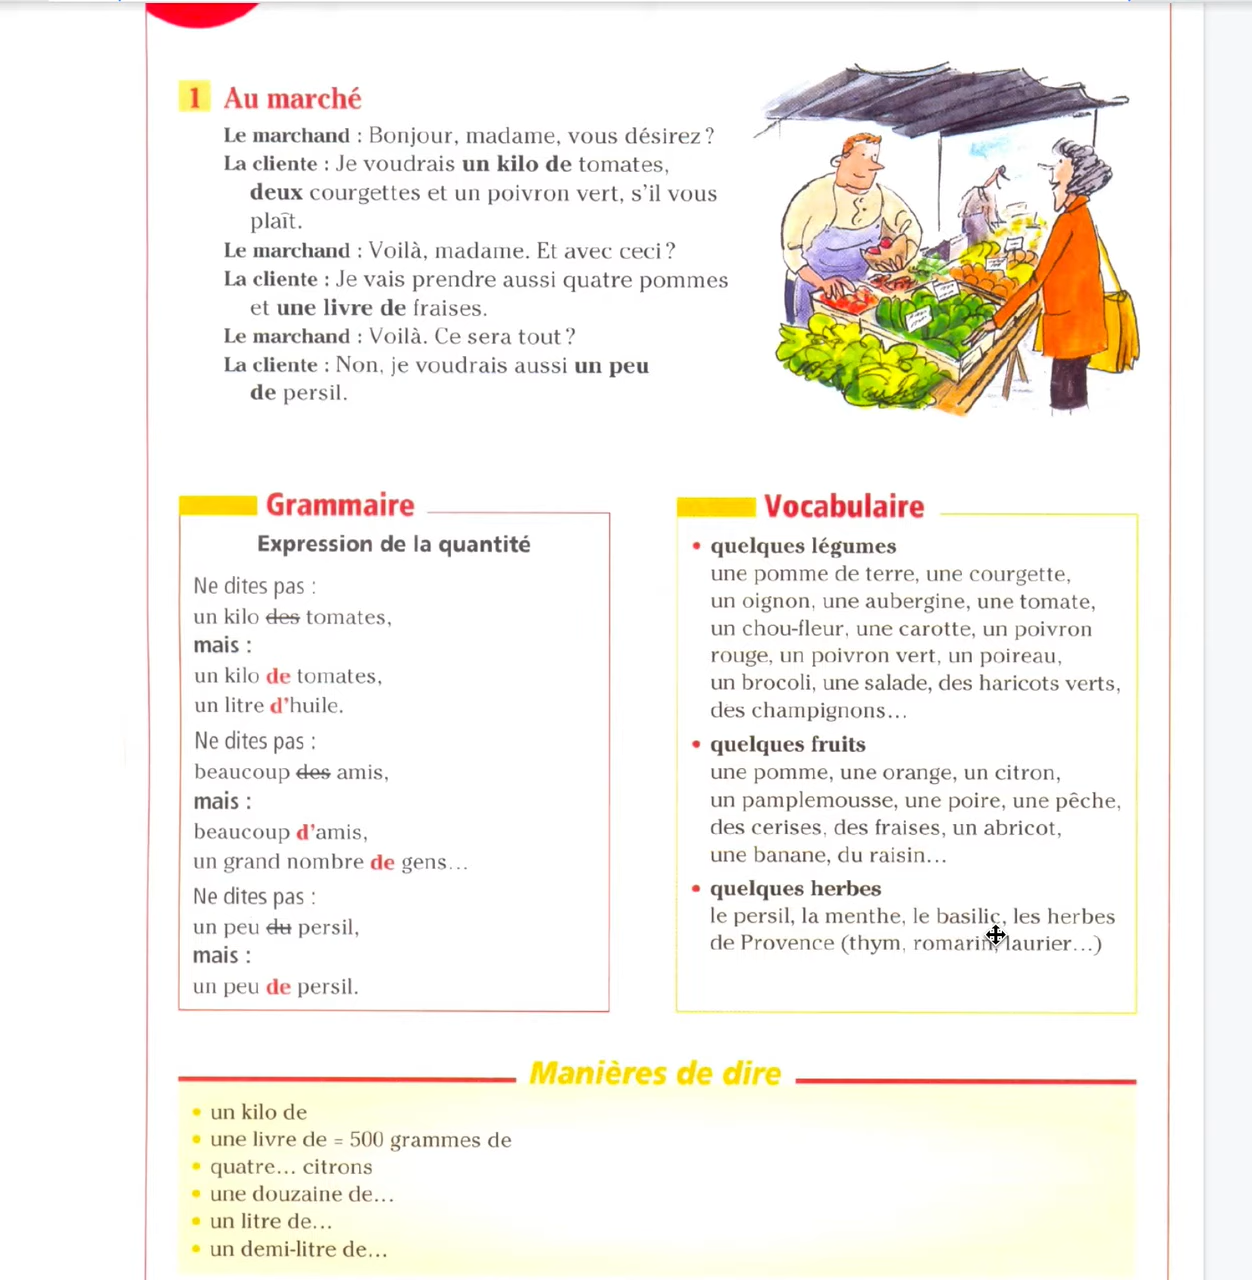 1 Au marché
Le marchand : Bonjour, madame, vous désirez ?
La cliente : Je voudrais un kilo de tomates,
deux courgettes et un poivron vert, s'il vous
plaît.
Le marchand : Voilà, madame. Et avec ceci ?
La cliente : Je vais prendre aussi quatre pommes
et une livre de fraises.
Le marchand : Voilà. Ce sera tout ?
La cliente : Non, je voudrais aussi un peu
de persil.
Grammaire
Expression de la quantité
Ne dites pas :
un kilo des tomates,
mais :
un kilo de tomates,
un litre d'huile.
Ne dites pas :
beaucoup des amis,
mais :
beaucoup d'amis,
un grand nombre de gens...
Ne dites pas :
un peu du persil,
mais :
un peu de persil.
Vocabulaire
• quelques légumes
une pomme de terre, une courgette,
un oignon, une aubergine, une tomate,
un chou-fleur, une carotte, un poivron
rouge, un poivron vert, un poireau,
un brocoli, une salade, des haricots verts,
des champignons...
• quelques fruits
une pomme, une orange, un citron,
un pamplemousse, une poire, une pêche,
des cerises, des fraises, un abricot,
une banane, du raisin...
• quelques herbes
le persil, la menthe, le basilic, les herbes
de Provence (thym, romarin, laurier...)
Manières de dire
• un kilo de
• une livre de = 500 grammes de
• quatre... citrons
• une douzaine de...
• un litre de...
• un demi-litre de...